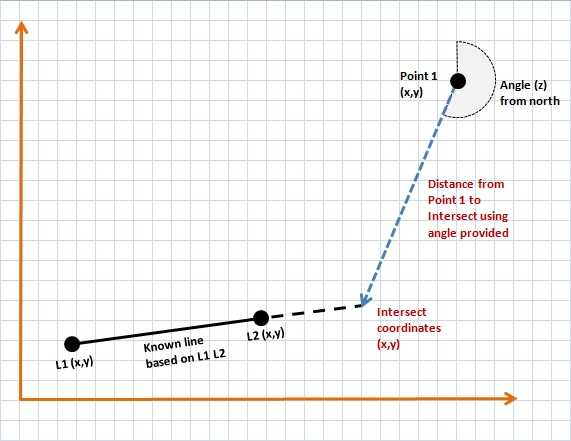 Point 1
(x,y)
Angle (z)
from north
Distance from
Point 1 to
Intersect using
angle provided
Intersect
coordinates
(x,y)
L2 (x,y)
Known line
based on L1 L2
L1 (x,y)